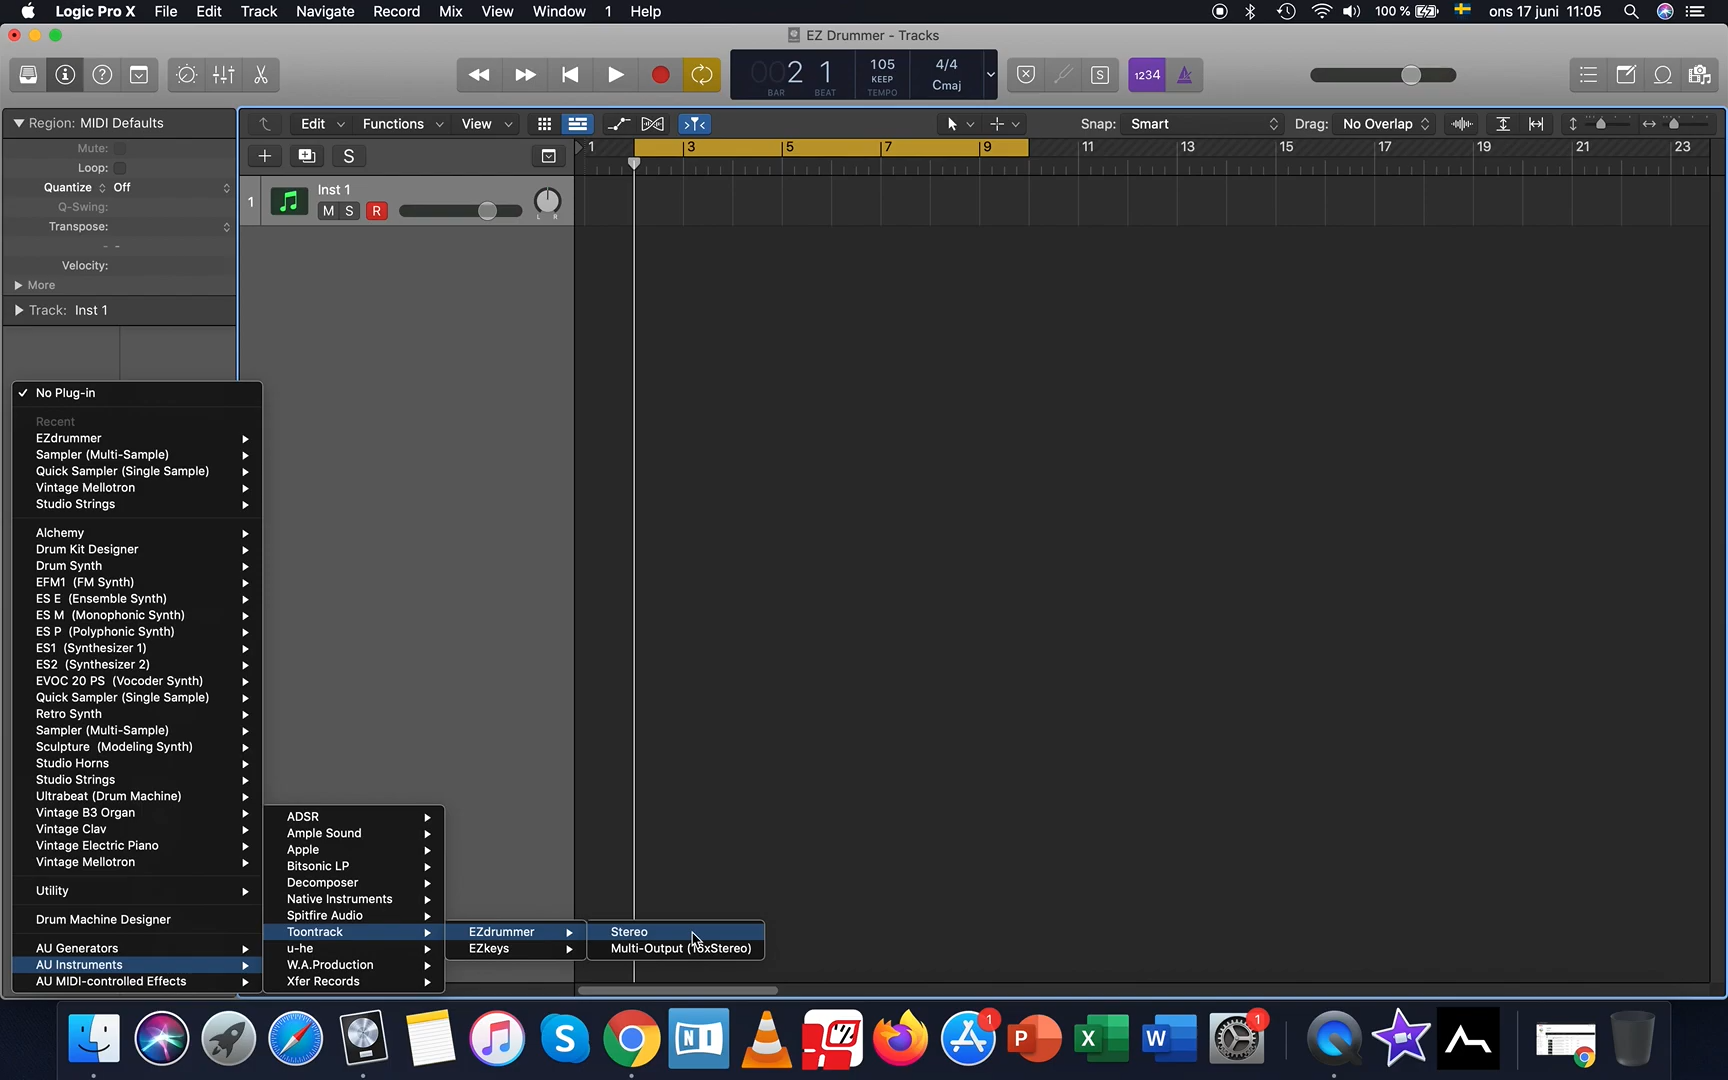 Logic Pro X File Edit Track Navigate Record Mix View Window 1 Help 100 % ons 17 juni 11:05
EZ Drummer - Tracks
002 1 105 4/4
KEEP Cmaj
BAR BEAT TEMPO
1234
S
Region: MIDI Defaults
Mute:
Loop:
Quantize Off
Q-Swing:
Transpose:
- -
Velocity:
More
Track: Inst 1
Edit Functions View Snap: Smart Drag: No Overlap
S
1 3 5 7 9 11 13 15 17 19 21 23
1 Inst 1
M S R
L R
No Plug-in
Recent
EZdrummer
Sampler (Multi-Sample)
Quick Sampler (Single Sample)
Vintage Mellotron
Studio Strings
Alchemy
Drum Kit Designer
Drum Synth
EFM1 (FM Synth)
ES E (Ensemble Synth)
ES M (Monophonic Synth)
ES P (Polyphonic Synth)
ES1 (Synthesizer 1)
ES2 (Synthesizer 2)
EVOC 20 PS (Vocoder Synth)
Quick Sampler (Single Sample)
Retro Synth
Sampler (Multi-Sample)
Sculpture (Modeling Synth)
Studio Horns
Studio Strings
Ultrabeat (Drum Machine)
Vintage B3 Organ
Vintage Clav
Vintage Electric Piano
Vintage Mellotron
Utility
Drum Machine Designer
AU Generators
AU Instruments
AU MIDI-controlled Effects
ADSR
Ample Sound
Apple
Bitsonic LP
Decomposer
Native Instruments
Spitfire Audio
Toontrack
u-he
W.A.Production
Xfer Records
EZdrummer
EZkeys
Stereo
Multi-Output (16xStereo)
S NI 1 P X W 1